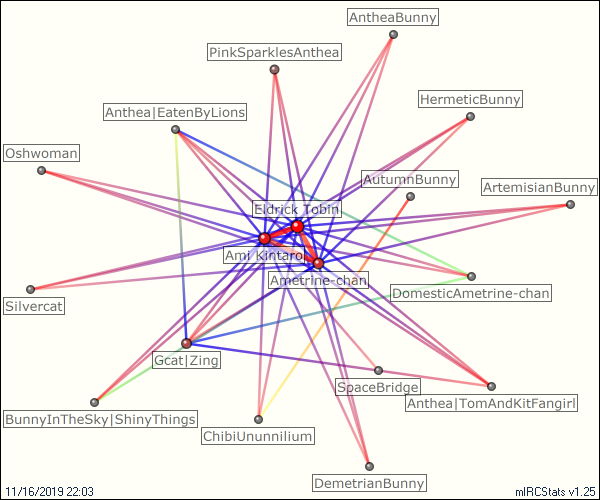 AntheaBunny
PinkSparklesAnthea
HermeticBunny
Anthea|EatenByLions
Oshwoman
AutumnBunny
ArtemisianBunny
Eldrick_Tobin
Ami_Kintaro
Ametrine-chan
DomesticAmetrine-chan
Silvercat
Gcat|Zing
SpaceBridge
Anthea|TomAndKitFangirl
BunnyInTheSky|ShinyThings
ChibiUnunnilium
DemetrianBunny
11/16/2019 22:03
mIRCStats v1.25